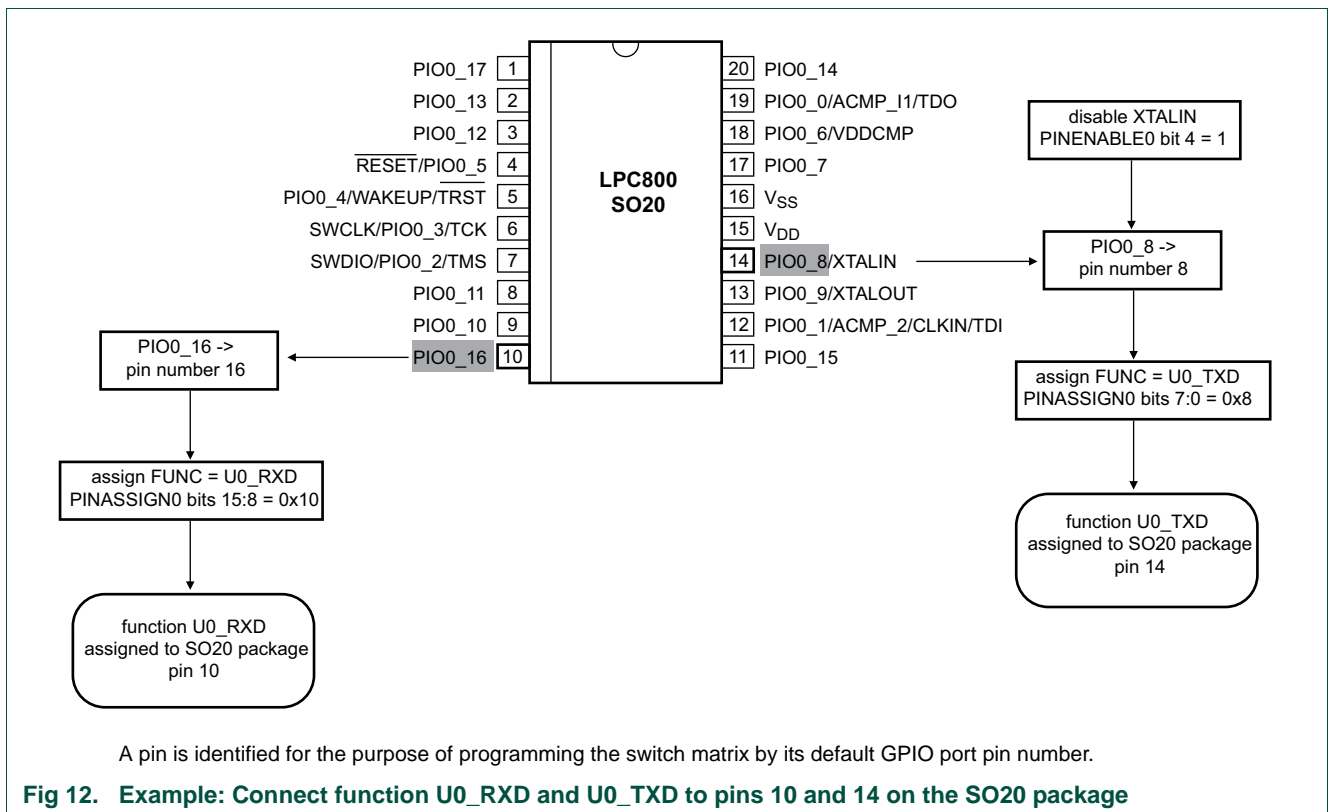 PIO0_17 1
PIO0_13 2
PIO0_12 3
RESET/PIO0_5 4
PIO0_4/WAKEUP/TRST 5
SWCLK/PIO0_3/TCK 6
SWDIO/PIO0_2/TMS 7
PIO0_11 8
PIO0_10 9
PIO0_16 10
LPC800
SO20
20 PIO0_14
19 PIO0_0/ACMP_I1/TDO
18 PIO0_6/VDDCMP
17 PIO0_7
16 VSS
15 VDD
14 PIO0_8/XTALIN
13 PIO0_9/XTALOUT
12 PIO0_1/ACMP_2/CLKIN/TDI
11 PIO0_15
PIO0_16 ->
pin number 16
assign FUNC = U0_RXD
PINASSIGN0 bits 15:8 = 0x10
function U0_RXD
assigned to SO20 package
pin 10
disable XTALIN
PINENABLE0 bit 4 = 1
PIO0_8 ->
pin number 8
assign FUNC = U0_TXD
PINASSIGN0 bits 7:0 = 0x8
function U0_TXD
assigned to SO20 package
pin 14
A pin is identified for the purpose of programming the switch matrix by its default GPIO port pin number.
Fig 12. Example: Connect function U0_RXD and U0_TXD to pins 10 and 14 on the SO20 package